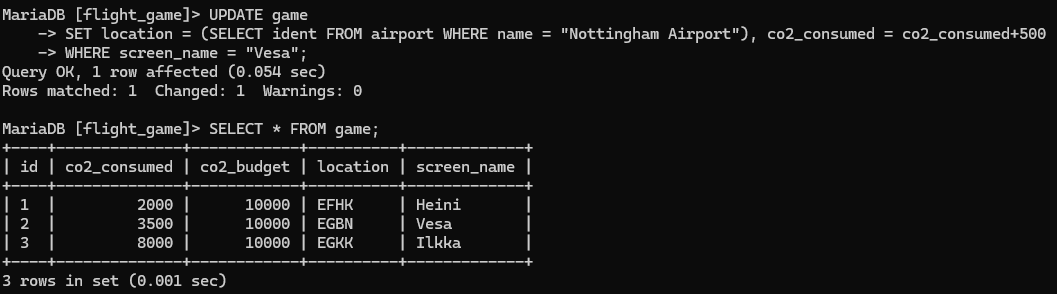 MariaDB [flight_game]> UPDATE game
    -> SET location = (SELECT ident FROM airport WHERE name = "Nottingham Airport"), co2_consumed = co2_consumed+500
    -> WHERE screen_name = "Vesa";
Query OK, 1 row affected (0.054 sec)
Rows matched: 1  Changed: 1  Warnings: 0

MariaDB [flight_game]> SELECT * FROM game;
+----+--------------+------------+----------+-------------+
| id | co2_consumed | co2_budget | location | screen_name |
+----+--------------+------------+----------+-------------+
| 1  |         2000 |      10000 | EFHK     | Heini       |
| 2  |         3500 |      10000 | EGBN     | Vesa        |
| 3  |         8000 |      10000 | EGKK     | Ilkka       |
+----+--------------+------------+----------+-------------+
3 rows in set (0.001 sec)